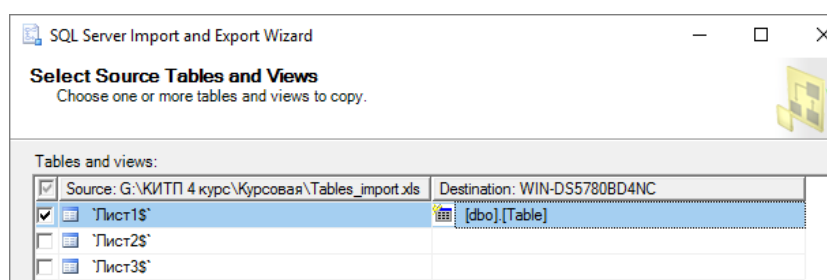 SQL Server Import and Export Wizard
Select Source Tables and Views
Choose one or more tables and views to copy.
Tables and views:
Source: G:\КИТП 4 курс\Курсовая\Tables_import.xls Destination: WIN-DS5780BD4NC
`Лист1$` [dbo].[Table]
`Лист2$`
`Лист3$`